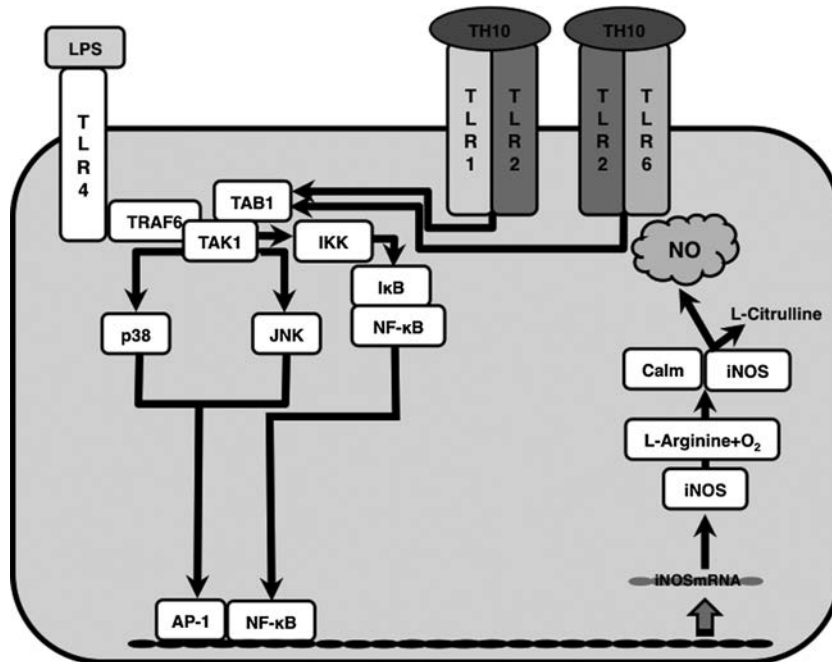 LPS
TLR4
TH10
TLR1
TLR2
TH10
TLR2
TLR6
TRAF6
TAB1
TAK1
IKK
IκB
NF-κB
p38
JNK
NO
L-Citrulline
Calm
iNOS
L-Arginine+O₂
iNOS
iNOSmRNA
AP-1
NF-κB